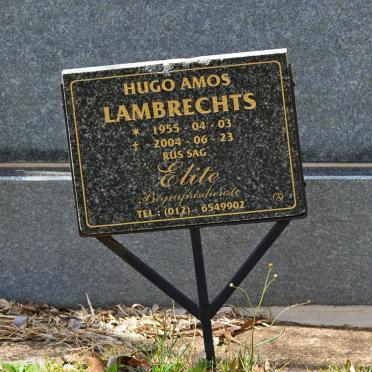 HUGO AMOS
LAMBRECHTS
* 1955 - 04 - 03
† 2004 - 06 - 23
RUS SAG
Elite
Begrafnisdienste
TEL.: (012) - 6549902